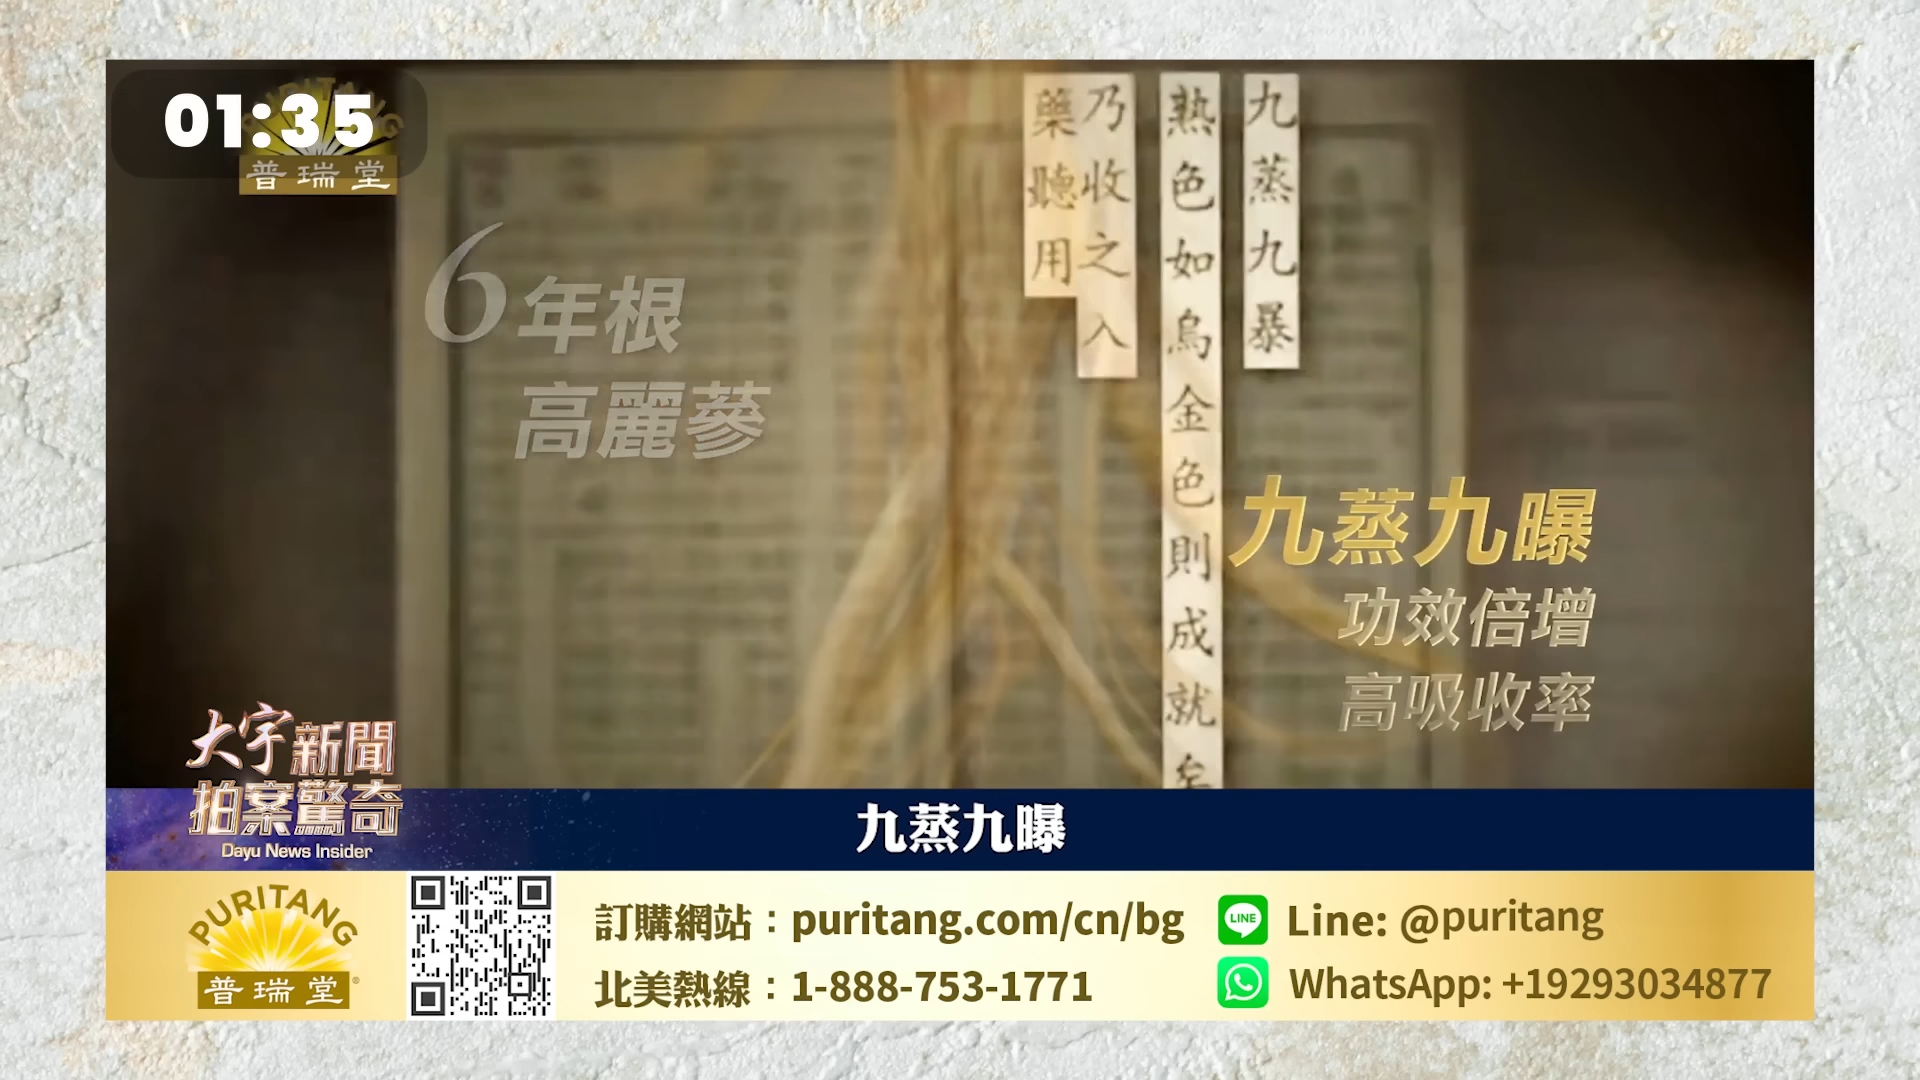 01:35
PURITANG
普瑞堂
九蒸九暴
熟色如烏金色則成就矣
乃收之入
藥聽用
6年根
高麗蔘
九蒸九曝
功效倍增
高吸收率
大宇新聞
拍案驚奇
Dayu News Insider
九蒸九曝
PURITANG
普瑞堂®
訂購網站：puritang.com/cn/bg
北美熱線：1-888-753-1771
LINE
Line: @puritang
WhatsApp: +19293034877